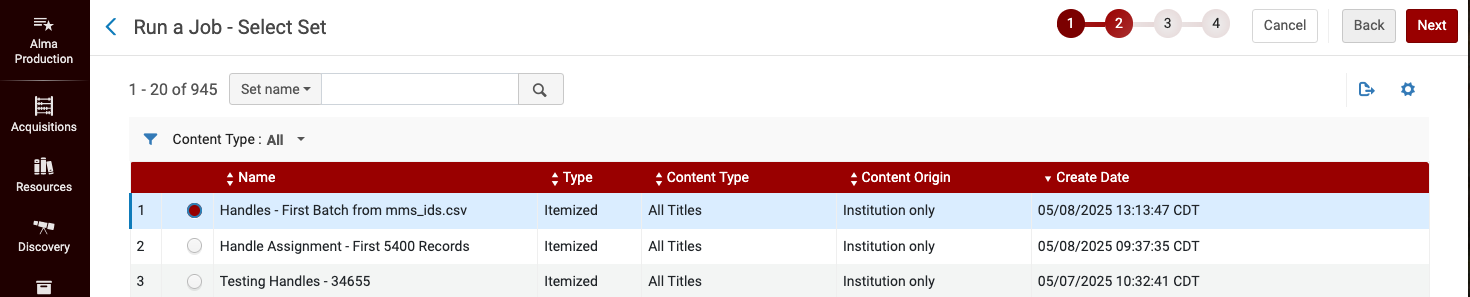 Alma
Production
Acquisitions
Resources
Discovery
Run a Job - Select Set
1 2 3 4
Cancel Back Next
1 - 20 of 945 Set name
Content Type : All
Name Type Content Type Content Origin Create Date
1 Handles - First Batch from mms_ids.csv Itemized All Titles Institution only 05/08/2025 13:13:47 CDT
2 Handle Assignment - First 5400 Records Itemized All Titles Institution only 05/08/2025 09:37:35 CDT
3 Testing Handles - 34655 Itemized All Titles Institution only 05/07/2025 10:32:41 CDT